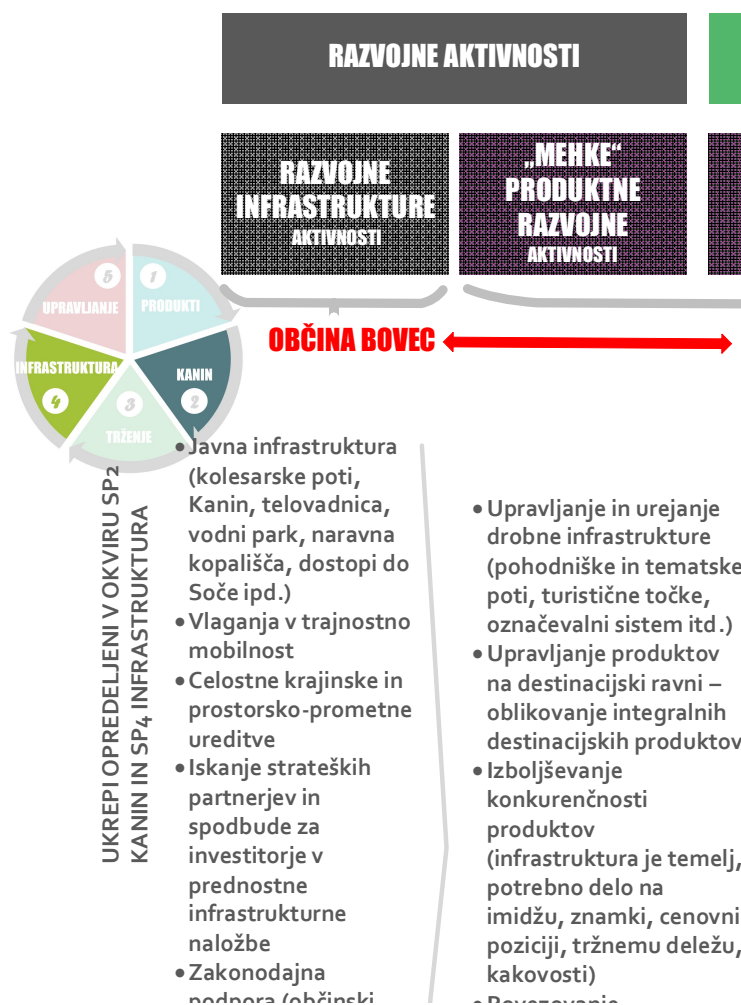 RAZVOJNE AKTIVNOSTI
RAZVOJNE
INFRASTRUKTURE
AKTIVNOSTI
„MEHKE“
PRODUKTNE
RAZVOJNE
AKTIVNOSTI
5
UPRAVLJANJE
1
PRODUKTI
INFRASTRUKTURA
4
KANIN
2
3
TRŽENJE
OBČINA BOVEC
UKREPI OPREDELJENI V OKVIRU SP2
KANIN IN SP4 INFRASTRUKTURA
• Javna infrastruktura
(kolesarske poti,
Kanin, telovadnica,
vodni park, naravna
kopališča, dostopi do
Soče ipd.)
• Vlaganja v trajnostno
mobilnost
• Celostne krajinske in
prostorsko-prometne
ureditve
• Iskanje strateških
partnerjev in
spodbude za
investitorje v
prednostne
infrastrukturne
naložbe
• Zakonodajna
podpora (občinski
• Upravljanje in urejanje
drobne infrastrukture
(pohodniške in tematske
poti, turistične točke,
označevalni sistem itd.)
• Upravljanje produktov
na destinacijski ravni –
oblikovanje integralnih
destinacijskih produktov
• Izboljševanje
konkurenčnosti
produktov
(infrastruktura je temelj,
potrebno delo na
imidžu, znamki, cenovni
poziciji, tržnemu deležu,
kakovosti)
• Povezovanje